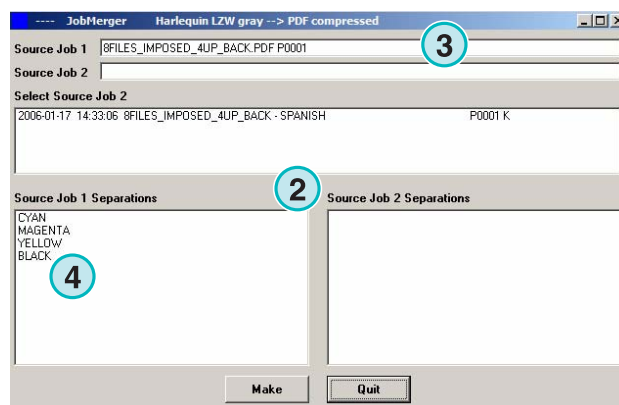 ---- JobMerger Harlequin LZW gray --> PDF compressed
Source Job 1 8FILES_IMPOSED_4UP_BACK.PDF P0001
3
Source Job 2
Select Source Job 2
2006-01-17 14:33:06 8FILES_IMPOSED_4UP_BACK - SPANISH P0001 K
2
Source Job 1 Separations Source Job 2 Separations
CYAN
MAGENTA
YELLOW
BLACK
4
Make Quit